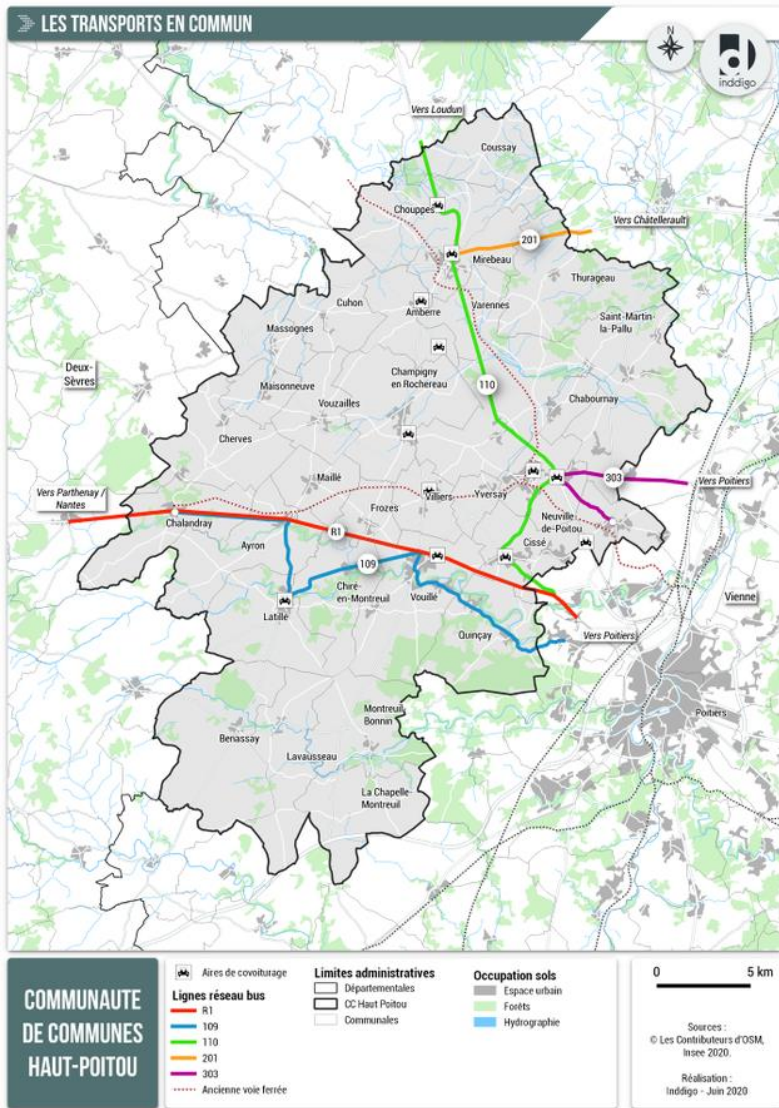 LES TRANSPORTS EN COMMUN
N
inddigo
Vers Loudun
Coussay
Chouppes
Vers Châtellerault
201
Mirebeau
Thurageau
Cuhon
Amberre
Varennes
Saint-Martin-
la-Pallu
Massognes
Deux-
Sèvres
Champigny
en Rochereau
110
Maisonneuve
Chabournay
Vouzailles
Cherves
Maillé
303
Vers Poitiers
Vers Parthenay /
Nantes
Villiers
Yversay
Frozes
Neuville
de-Poitou
Chalandray
R1
Cissé
Ayron
109
Chiré-
en-Montreuil
Vouillé
Vienne
Latillé
Quinçay
Vers Poitiers
Montreuil
Bonnin
Poitiers
Benassay
Lavausseau
La Chapelle-
Montreuil
COMMUNAUTE
DE COMMUNES
HAUT-POITOU
Aires de covoiturage
Lignes réseau bus
R1
109
110
201
303
Ancienne voie ferrée
Limites administratives
Départementales
CC Haut Poitou
Communales
Occupation sols
Espace urbain
Forêts
Hydrographie
0 5 km
Sources :
© Les Contributeurs d'OSM,
Insee 2020.
Réalisation :
Inddigo - Juin 2020